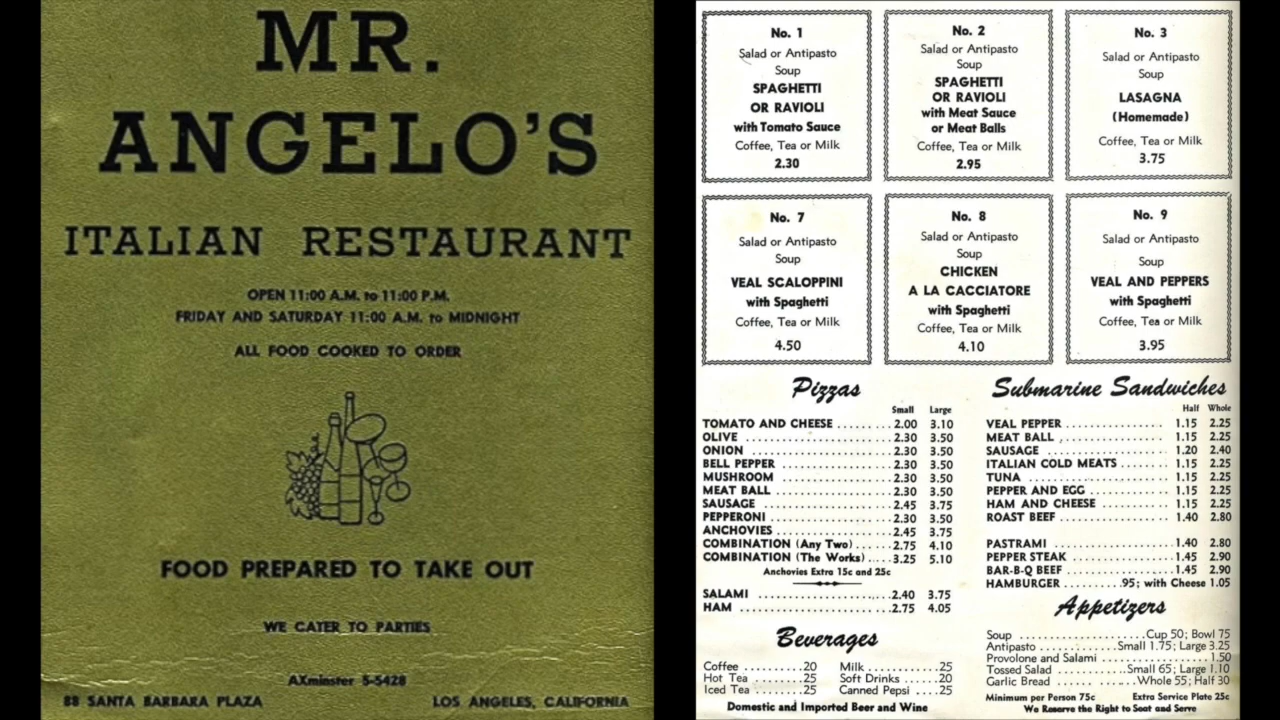 MR.
ANGELO'S
ITALIAN RESTAURANT
OPEN 11:00 A.M. to 11:00 P.M.
FRIDAY AND SATURDAY 11:00 A.M. to MIDNIGHT
ALL FOOD COOKED TO ORDER
FOOD PREPARED TO TAKE OUT
WE CATER TO PARTIES
AXminster 5-5428
88 SANTA BARBARA PLAZA LOS ANGELES, CALIFORNIA
No. 1
Salad or Antipasto
Soup
SPAGHETTI
OR RAVIOLI
with Tomato Sauce
Coffee, Tea or Milk
2.30
No. 2
Salad or Antipasto
Soup
SPAGHETTI
OR RAVIOLI
with Meat Sauce
or Meat Balls
Coffee, Tea or Milk
2.95
No. 3
Salad or Antipasto
Soup
LASAGNA
(Homemade)
Coffee, Tea or Milk
3.75
No. 7
Salad or Antipasto
Soup
VEAL SCALOPPINI
with Spaghetti
Coffee, Tea or Milk
4.50
No. 8
Salad or Antipasto
Soup
CHICKEN
A LA CACCIATORE
with Spaghetti
Coffee, Tea or Milk
4.10
No. 9
Salad or Antipasto
Soup
VEAL AND PEPPERS
with Spaghetti
Coffee, Tea or Milk
3.95
Pizzas
Small Large
TOMATO AND CHEESE ......... 2.00 3.10
OLIVE ......... 2.30 3.50
ONION ......... 2.30 3.50
BELL PEPPER ......... 2.30 3.50
MUSHROOM ......... 2.30 3.50
MEAT BALL ......... 2.30 3.50
SAUSAGE ......... 2.45 3.75
PEPPERONI ......... 2.30 3.50
ANCHOVIES ......... 2.45 3.75
COMBINATION (Any Two) ..... 2.75 4.10
COMBINATION (The Works) .... 3.25 5.10
Anchovies Extra 15c and 25c
SALAMI ......... 2.40 3.75
HAM ......... 2.75 4.05
Beverages
Coffee .........20 Milk .........25
Hot Tea .........25 Soft Drinks .....20
Iced Tea .........25 Canned Pepsi ....25
Domestic and Imported Beer and Wine
Submarine Sandwiches
Half Whole
VEAL PEPPER ......... 1.15 2.25
MEAT BALL ......... 1.15 2.25
SAUSAGE ......... 1.20 2.40
ITALIAN COLD MEATS ......... 1.15 2.25
TUNA ......... 1.15 2.25
PEPPER AND EGG ......... 1.15 2.25
HAM AND CHEESE ......... 1.15 2.25
ROAST BEEF ......... 1.40 2.80
PASTRAMI ......... 1.40 2.80
PEPPER STEAK ......... 1.45 2.90
BAR-B-Q BEEF ......... 1.45 2.90
HAMBURGER .........95; with Cheese 1.05
Appetizers
Soup .........Cup 50; Bowl 75
Antipasto .........Small 1.75; Large 3.25
Provolone and Salami .........1.50
Tossed Salad .........Small 65; Large 1.10
Garlic Bread .........Whole 55; Half 30
Minimum per Person 75c Extra Service Plate 25c
We Reserve the Right to Seat and Serve